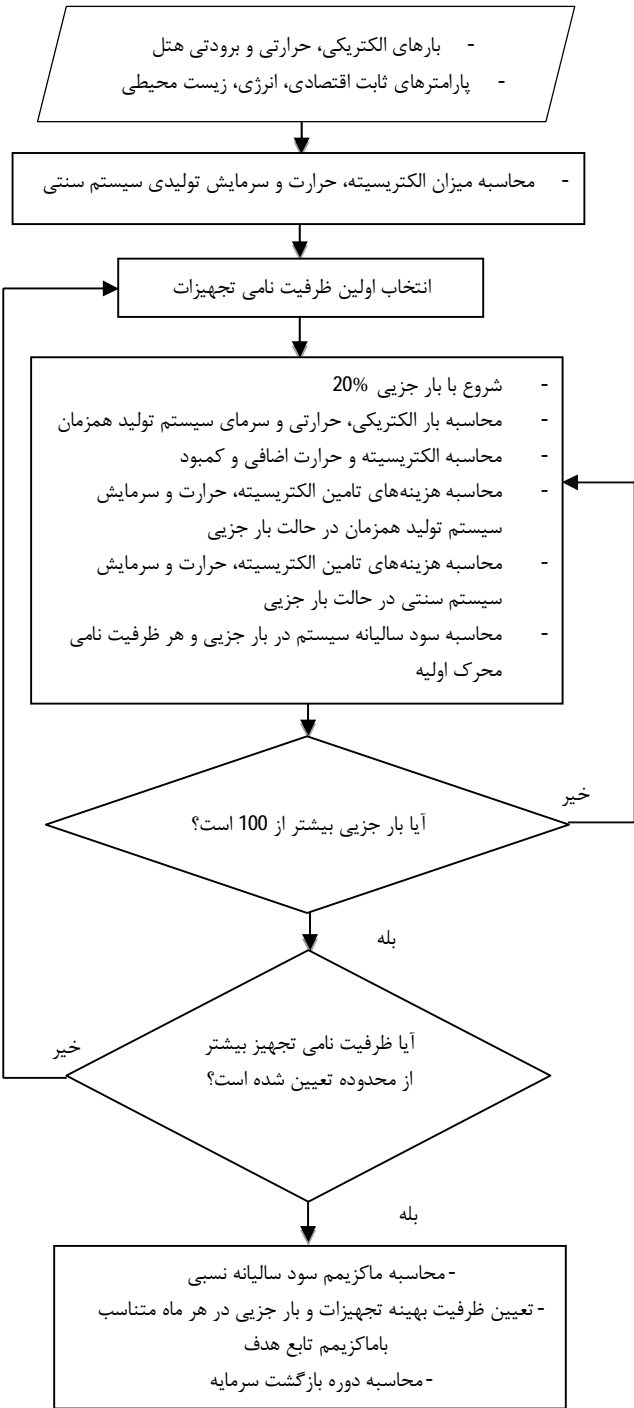 - بارهای الکتریکی، حرارتی و برودتی هتل
- پارامترهای ثابت اقتصادی، انرژی، زیست محیطی
- محاسبه میزان الکتریسیته، حرارت و سرمایش تولیدی سیستم سنتی
انتخاب اولین ظرفیت نامی تجهیزات
- شروع با بار جزیی 20%
- محاسبه بار الکتریکی، حرارتی و سرمای سیستم تولید همزمان
- محاسبه الکتریسیته و حرارت اضافی و کمبود
- محاسبه هزینه‌های تامین الکتریسیته، حرارت و سرمایش
سیستم تولید همزمان در حالت بار جزیی
- محاسبه هزینه‌های تامین الکتریسیته، حرارت و سرمایش
سیستم سنتی در حالت بار جزیی
- محاسبه سود سالیانه سیستم در بار جزیی و هر ظرفیت نامی
محرک اولیه
خیر
آیا بار جزیی بیشتر از 100 است؟
بله
آیا ظرفیت نامی تجهیز بیشتر
از محدوده تعیین شده است؟
خیر
بله
- محاسبه ماکزیمم سود سالیانه نسبی
- تعیین ظرفیت بهینه تجهیزات و بار جزیی در هر ماه متناسب
باماکزیمم تابع هدف
- محاسبه دوره بازگشت سرمایه